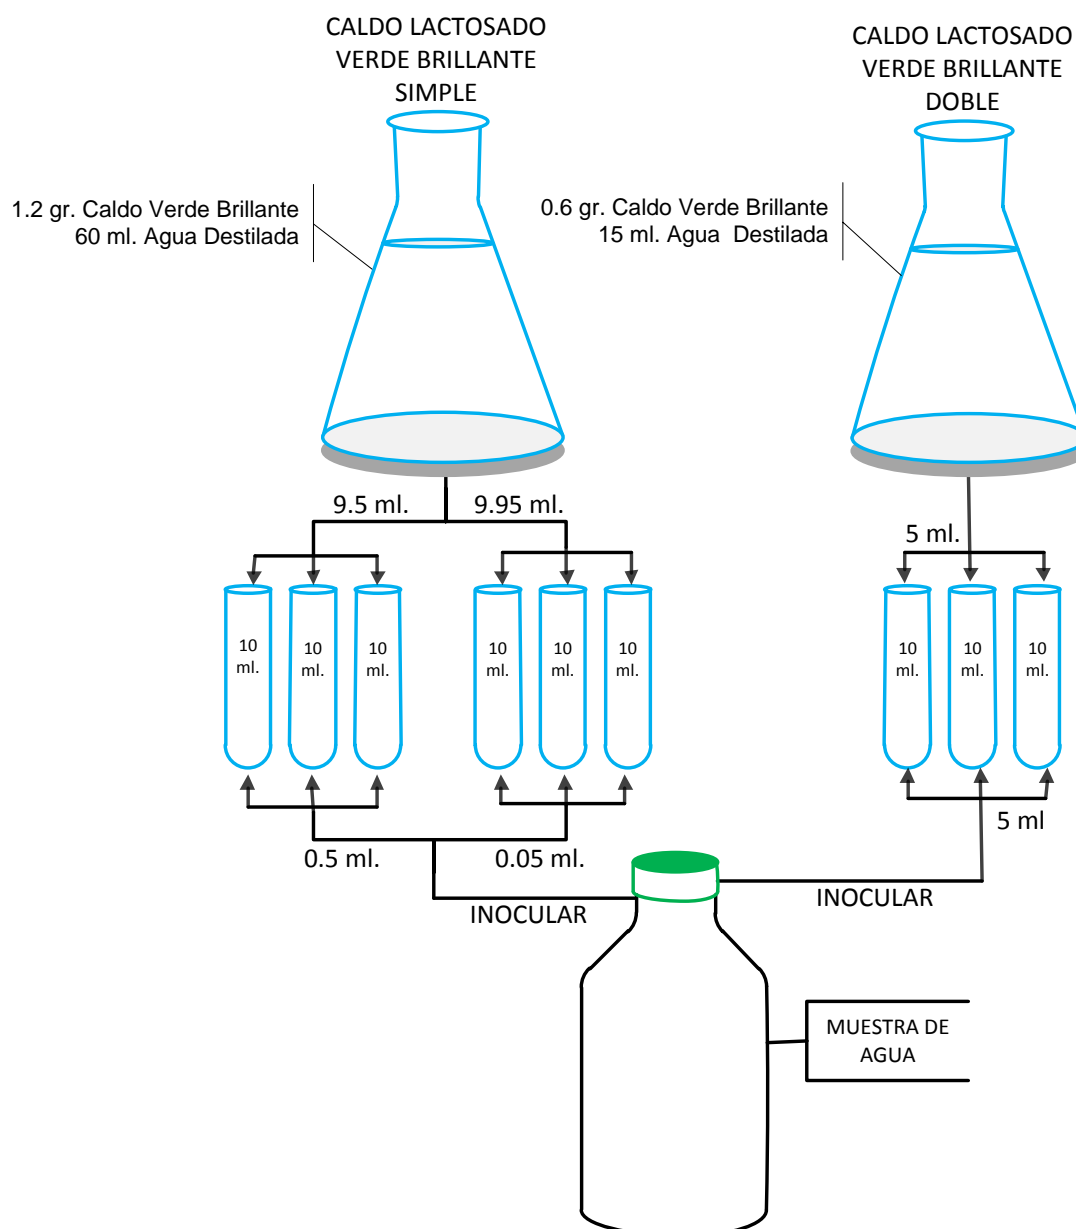 CALDO LACTOSADO
VERDE BRILLANTE
SIMPLE
CALDO LACTOSADO
VERDE BRILLANTE
DOBLE
1.2 gr. Caldo Verde Brillante
60 ml. Agua Destilada
0.6 gr. Caldo Verde Brillante
15 ml. Agua  Destilada
9.5 ml.
9.95 ml.
5 ml.
10
ml.
10
ml.
10
ml.
10
ml.
10
ml.
10
ml.
10
ml.
10
ml.
10
ml.
0.5 ml.
0.05 ml.
5 ml
INOCULAR
INOCULAR
MUESTRA DE
AGUA